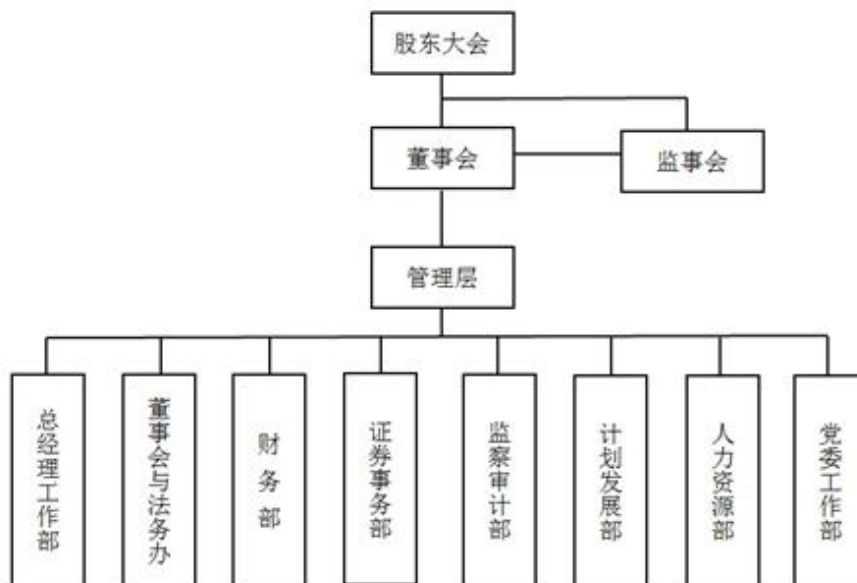 股东大会
董事会
监事会
管理层
总经理工作部
董事会与法务办
财务部
证券事务部
监察审计部
计划发展部
人力资源部
党委工作部